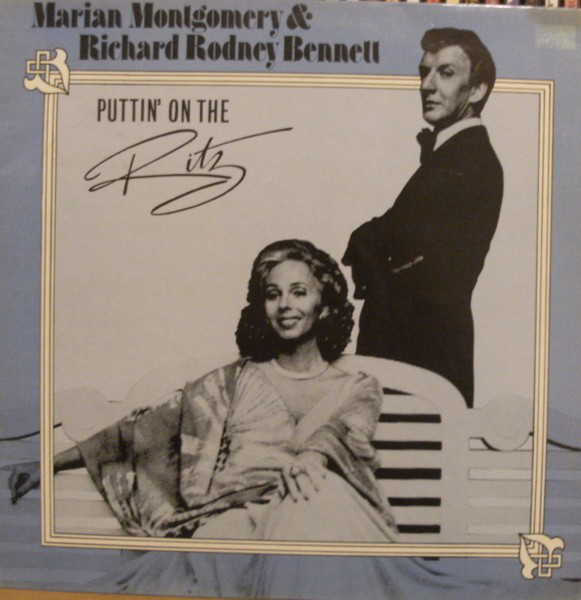 Marian Montgomery &
Richard Rodney Bennett
PUTTIN' ON THE
Ritz